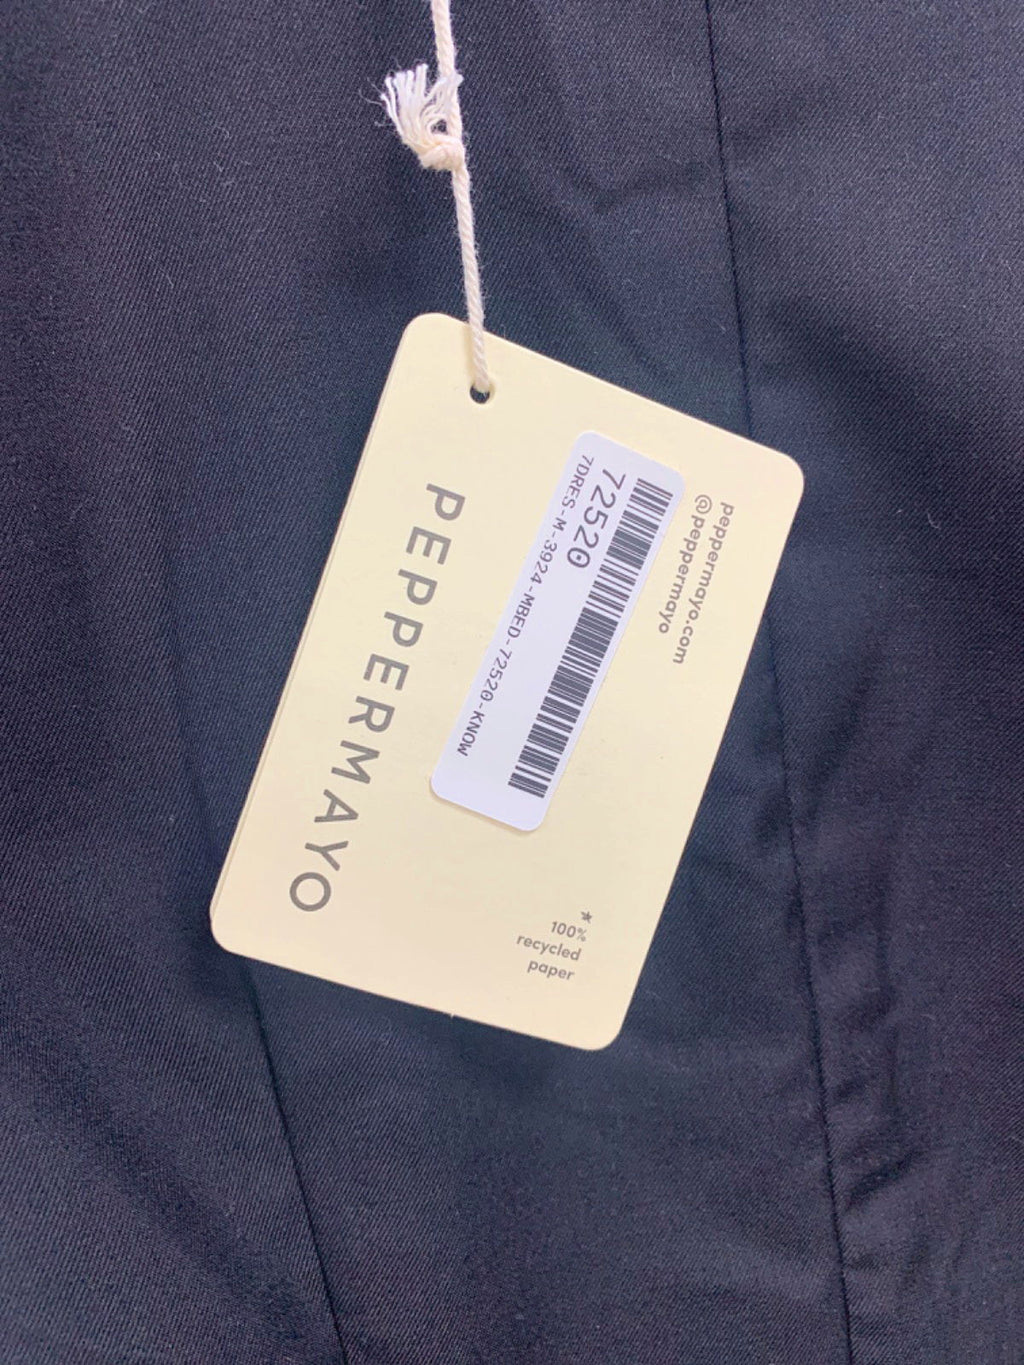 peppermayo.com
@peppermayo
72520
7DRES-M-3924-MBED-72520-KNOW
PEPPERMAYO
100%
recycled
paper